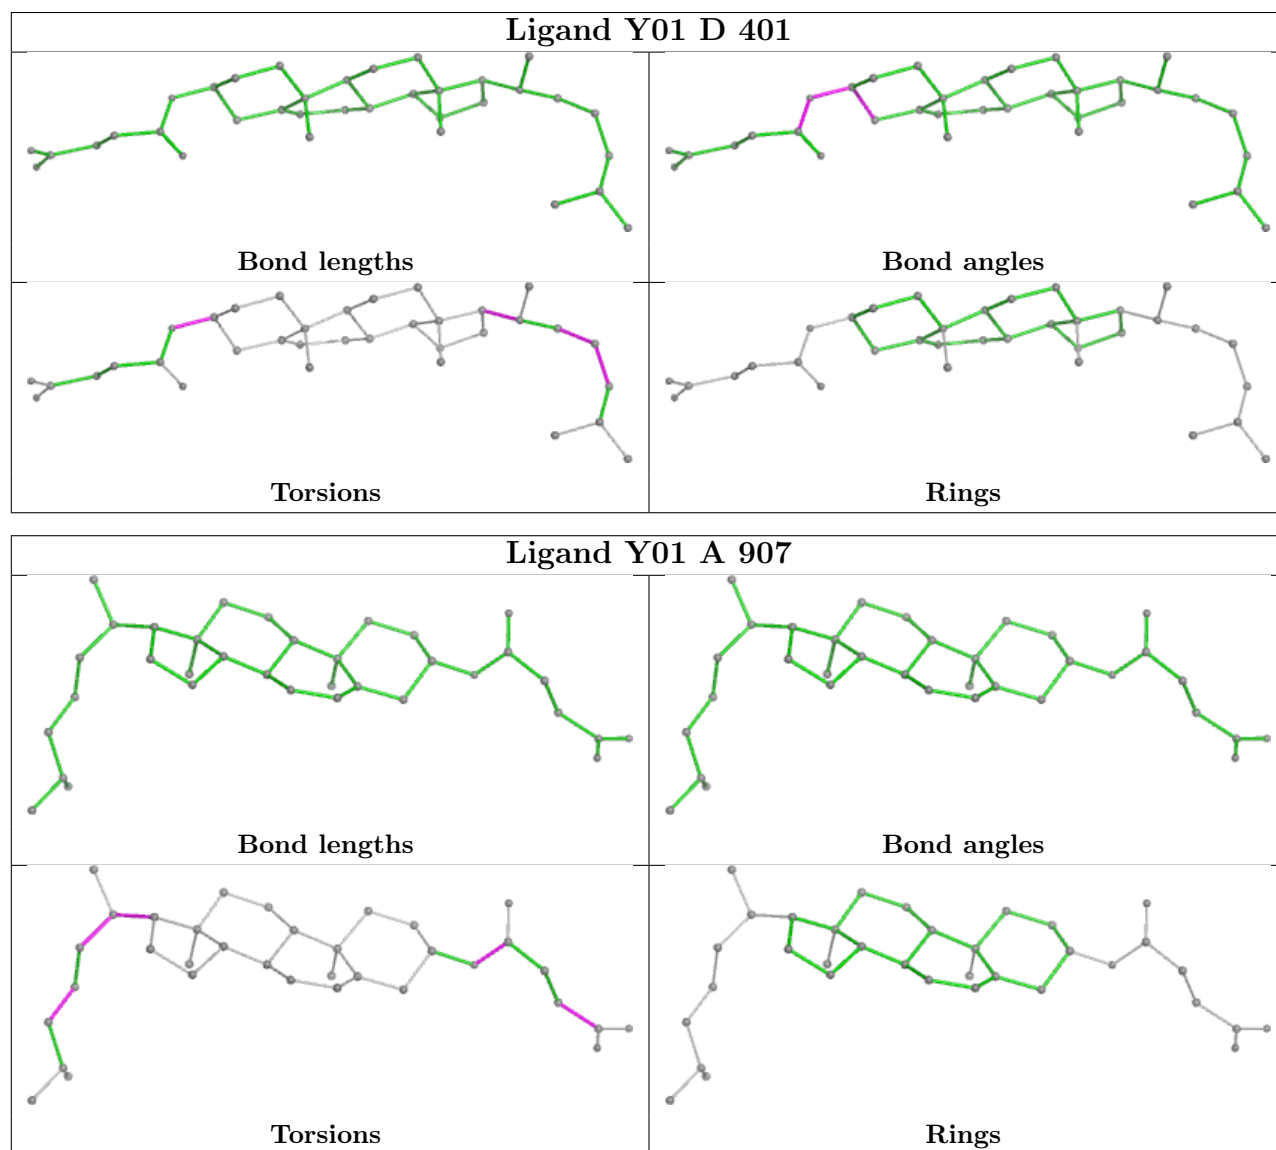 Ligand Y01 D 401
Bond lengths
Bond angles
Torsions
Rings
Ligand Y01 A 907
Bond lengths
Bond angles
Torsions
Rings